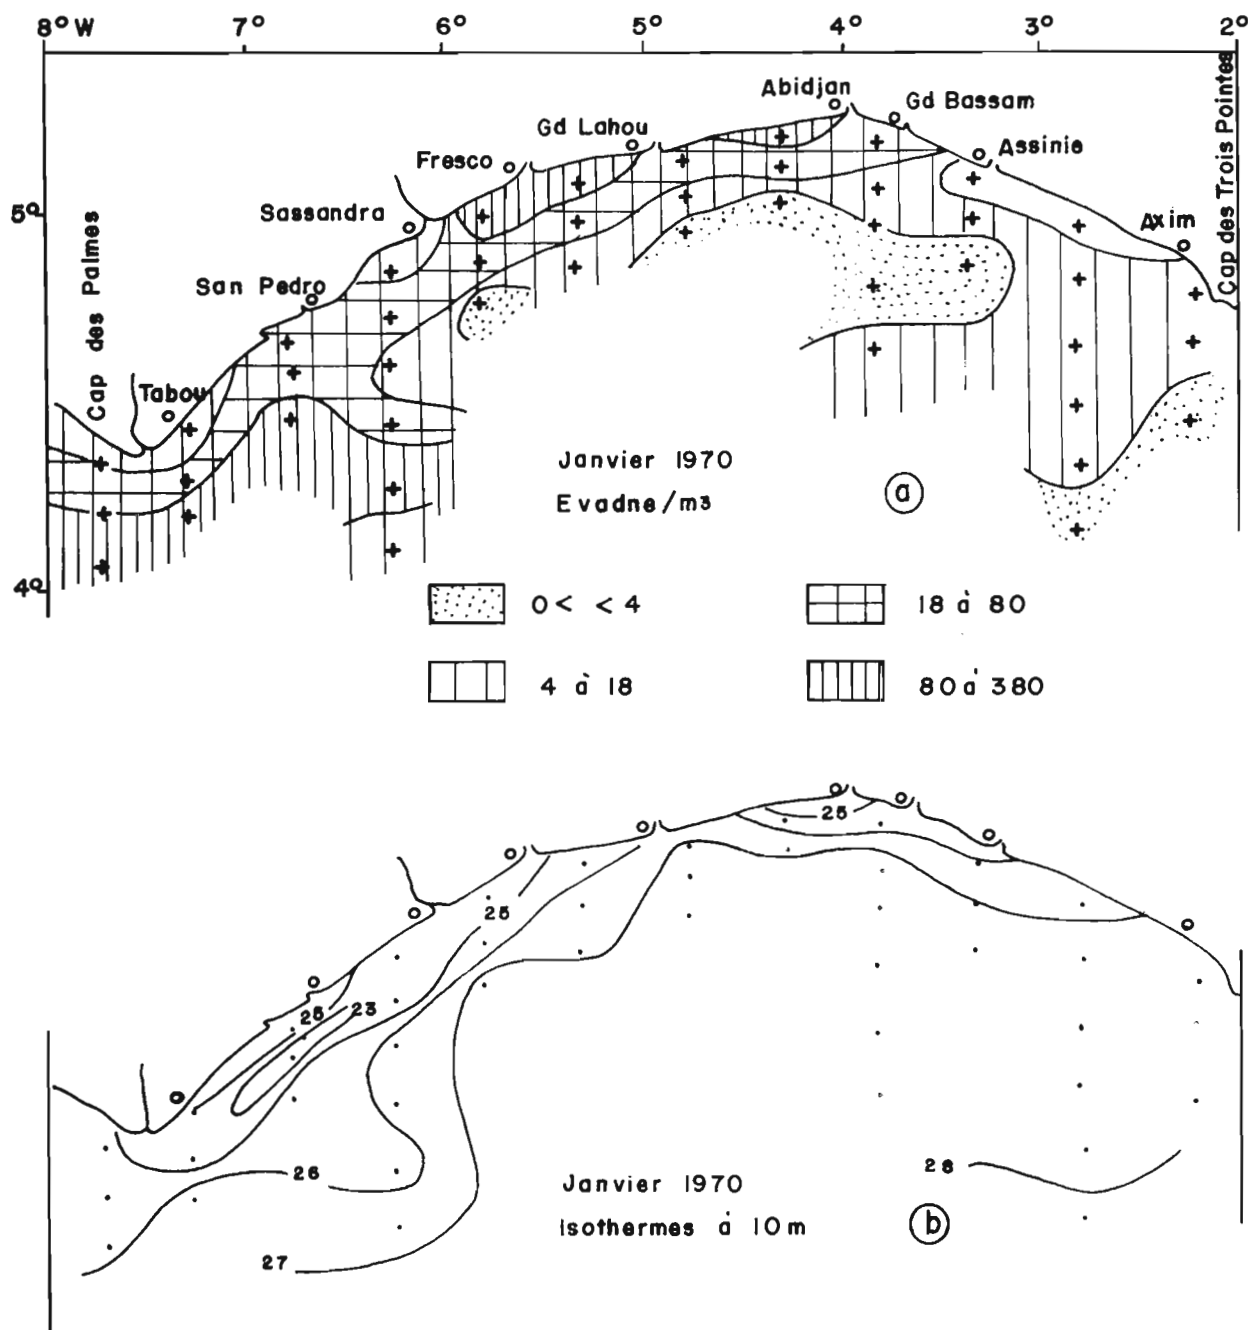 8° W 7° 6° 5° 4° 3° 2°
Abidjan
Gd Bassam
Gd Lahou
Assinie
Fresco
Cap des Trois Pointes
5°
Sassandra
Axim
Cap des Palmes
San Pedro
Tabou
Janvier 1970
Evadne/m3
a
4°
0< <4
18 à 80
4 à 18
80 à 380
25
25
25
23
26
28
Janvier 1970
Isothermes à 10m
b
27